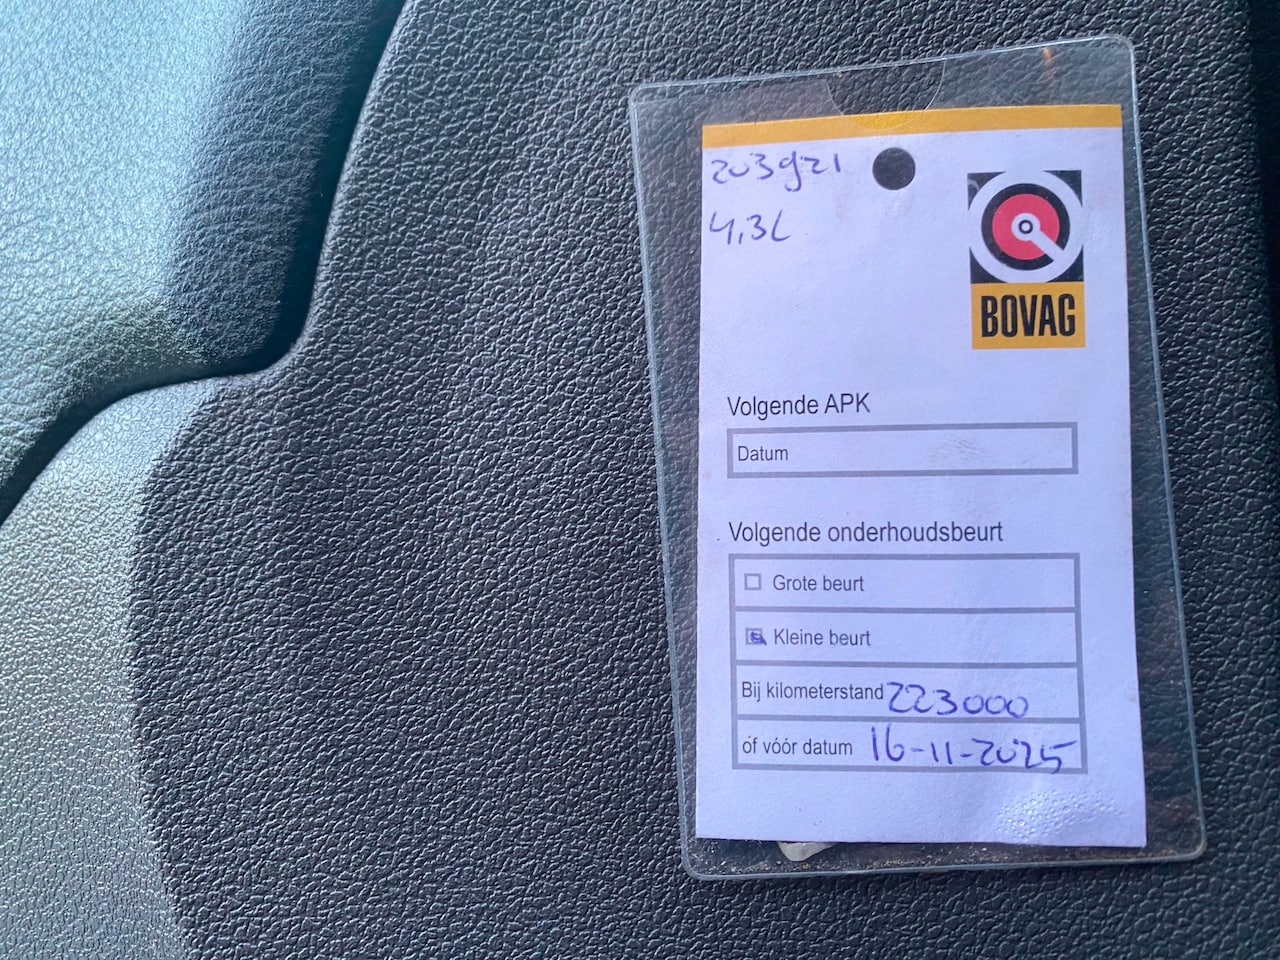 203g21
4,3L
BOVAG
Volgende APK
Datum
Volgende onderhoudsbeurt
Grote beurt
Kleine beurt
Bij kilometerstand 223000
óf vóór datum 16-11-2025